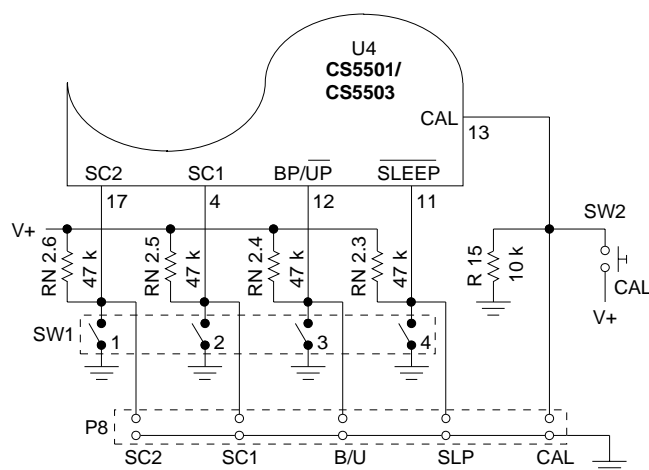 U4
CS5501/
CS5503
CAL
13
SC2 SC1 BP/UP SLEEP
17 4 12 11
V+
RN 2.6 47 k RN 2.5 47 k RN 2.4 47 k RN 2.3 47 k
R 15 10 k
SW2
CAL
V+
SW1 1 2 3 4
P8
SC2 SC1 B/U SLP CAL